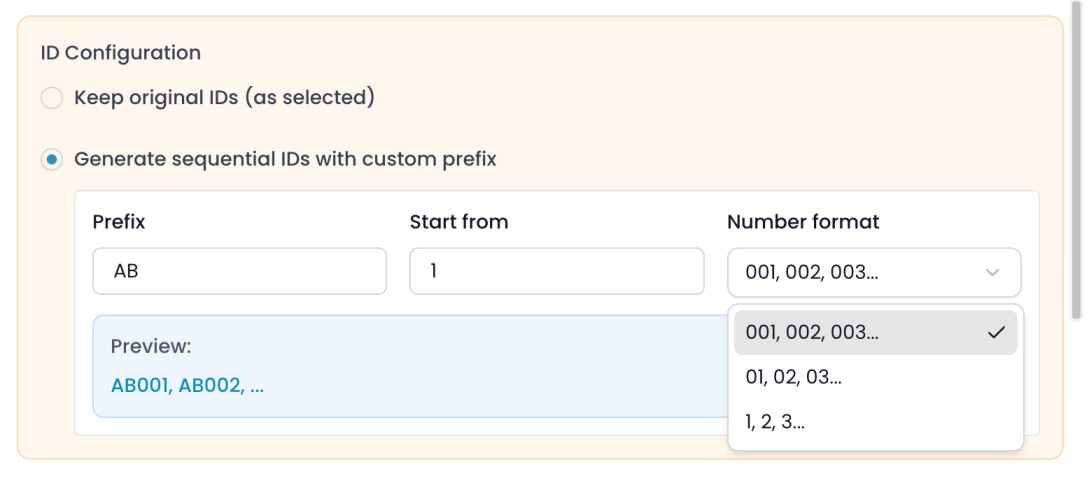 ID Configuration
Keep original IDs (as selected)
Generate sequential IDs with custom prefix
Prefix
Start from
Number format
AB
1
001, 002, 003...
Preview:
AB001, AB002, ...
001, 002, 003...
01, 02, 03...
1, 2, 3...